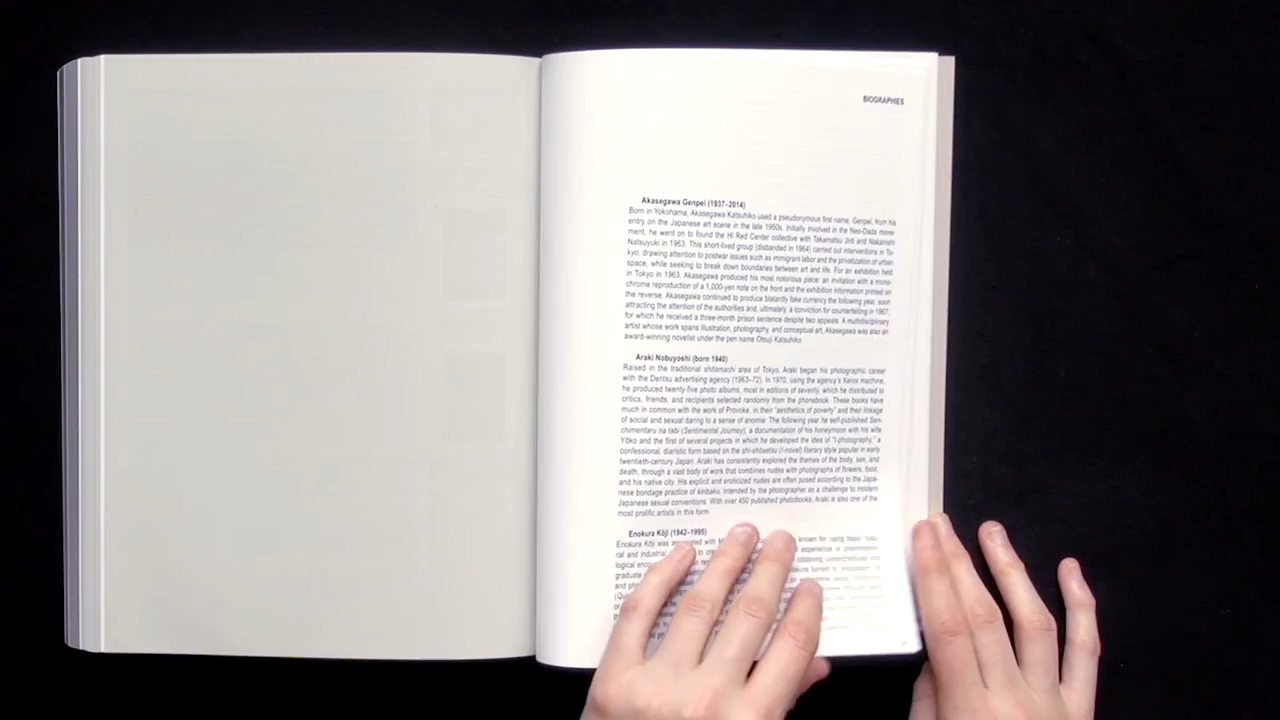 BIOGRAPHIES
Akasegawa Genpei (1937–2014)
Born in Yokohama, Akasegawa Katsuhiko used a pseudonymous first name, Genpei, from his
entry on the Japanese art scene in the late 1950s. Initially involved in the Neo-Dada move-
ment, he went on to found the Hi Red Center collective with Takamatsu Jirō and Nakanishi
Natsuyuki in 1963. This short-lived group (disbanded in 1964) carried out interventions in To-
kyo, drawing attention to postwar issues such as immigrant labor and the privatization of urban
space, while seeking to break down boundaries between art and life. For an exhibition held
in Tokyo in 1963, Akasegawa produced his most notorious piece: an invitation with a mono-
chrome reproduction of a 1,000-yen note on the front and the exhibition information printed on
the reverse. Akasegawa continued to produce blatantly fake currency the following year, soon
attracting the attention of the authorities and, ultimately, a conviction for counterfeiting in 1967,
for which he received a three-month prison sentence despite two appeals. A multidisciplinary
artist whose work spans illustration, photography, and conceptual art, Akasegawa was also an
award-winning novelist under the pen name Otsuji Katsuhiko.
Araki Nobuyoshi (born 1940)
Raised in the traditional shitamachi area of Tokyo, Araki began his photographic career
with the Dentsu advertising agency (1963–72). In 1970, using the agency's Xerox machine,
he produced twenty-five photo albums, most in editions of seventy, which he distributed to
critics, friends, and recipients selected randomly from the phonebook. These books have
much in common with the work of Provoke, in their "aesthetics of poverty" and their linkage
of social and sexual daring to a sense of anomie. The following year he self-published Sen-
chimentaru na tabi (Sentimental Journey), a documentation of his honeymoon with his wife
Yōko and the first of several projects in which he developed the idea of "I-photography," a
confessional, diaristic form based on the shi-shōsetsu (I-novel) literary style popular in early
twentieth-century Japan. Araki has consistently explored the themes of the body, sex, and
death, through a vast body of work that combines nudes with photographs of flowers, food,
and his native city. His explicit and eroticized nudes are often posed according to the Japa-
nese bondage practice of kinbaku, intended by the photographer as a challenge to modern
Japanese sexual conventions. With over 450 published photobooks, Araki is also one of the
most prolific artists in this form.
Enokura Kōji (1942–1995)
Enokura Kōji was associated with known for using basic natu-
ral and industrial to experience or
logical
graduate
and